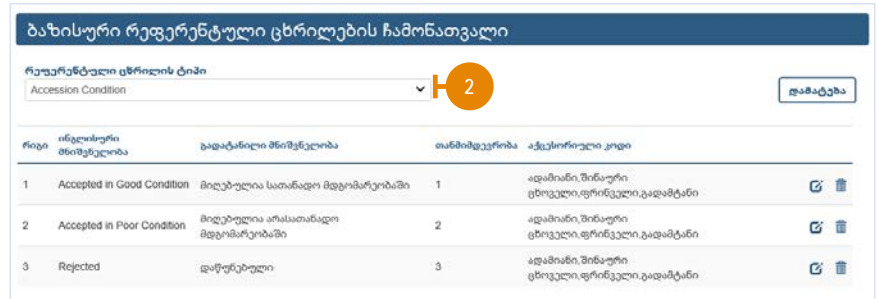 ბაზისური რეფერენტული ცხრილების ჩამონათვალი
რეფერენტული ცხრილის ტიპი
Accession Condition
2
დამატება
რიგი ინგლისური მნიშვნელობა გადატანილი მნიშვნელობა თანმიმდევრობა აქცესორიული კოდი
1 Accepted in Good Condition მიღებულია სათანადო მდგომარეობაში 1 ადამიანი,შინაური
ცხოველი,ფრინველი,გადამტანი
2 Accepted in Poor Condition მიღებულია არასათანადო
მდგომარეობაში 2 ადამიანი,შინაური
ცხოველი,ფრინველი,გადამტანი
3 Rejected დაწუნებული 3 ადამიანი,შინაური
ცხოველი,ფრინველი,გადამტანი